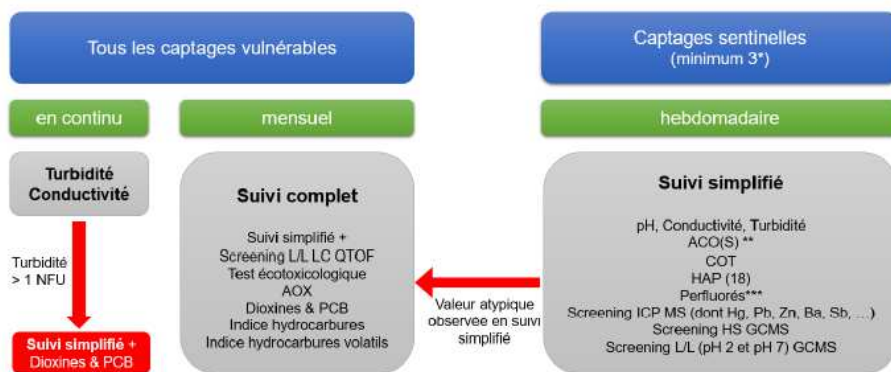 Tous les captages vulnérables
Captages sentinelles
(minimum 3*)
en continu
mensuel
hebdomadaire
Turbidité
Conductivité
Turbidité
> 1 NFU
Suivi simplifié +
Dioxines & PCB
Suivi complet
Suivi simplifié +
Screening L/L LC QTOF
Test écotoxicologique
AOX
Dioxines & PCB
Indice hydrocarbures
Indice hydrocarbures volatils
Valeur atypique
observée en suivi
simplifié
Suivi simplifié
pH, Conductivité, Turbidité
ACO(S) **
COT
HAP (18)
Perfluorés***
Screening ICP MS (dont Hg, Pb, Zn, Ba, Sb, …)
Screening HS GCMS
Screening L/L (pH 2 et pH 7) GCMS